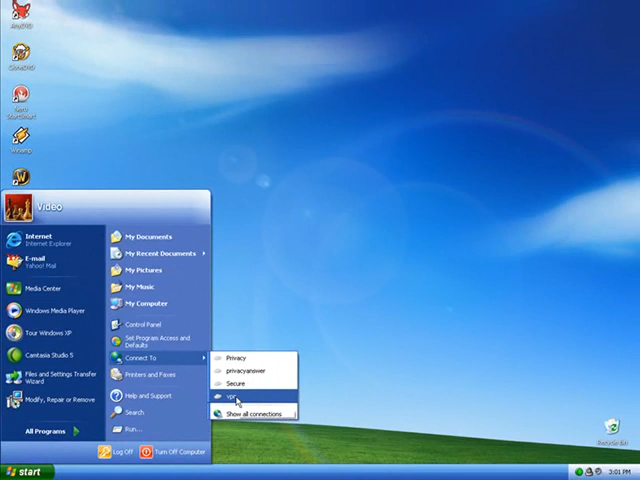 AnyDVD
CloneDVD
Nero
StartSmart
Winamp
Video
Internet
Internet Explorer
E-mail
Yahoo! Mail
Media Center
Windows Media Player
Tour Windows XP
Camtasia Studio 5
Files and Settings Transfer
Wizard
Modify, Repair or Remove
All Programs
My Documents
My Recent Documents
My Pictures
My Music
My Computer
Control Panel
Set Program Access and
Defaults
Connect To
Printers and Faxes
Help and Support
Search
Run...
Privacy
privacyanswer
Secure
vpn
Show all connections
Log Off
Turn Off Computer
Recycle Bin
start
3:01 PM